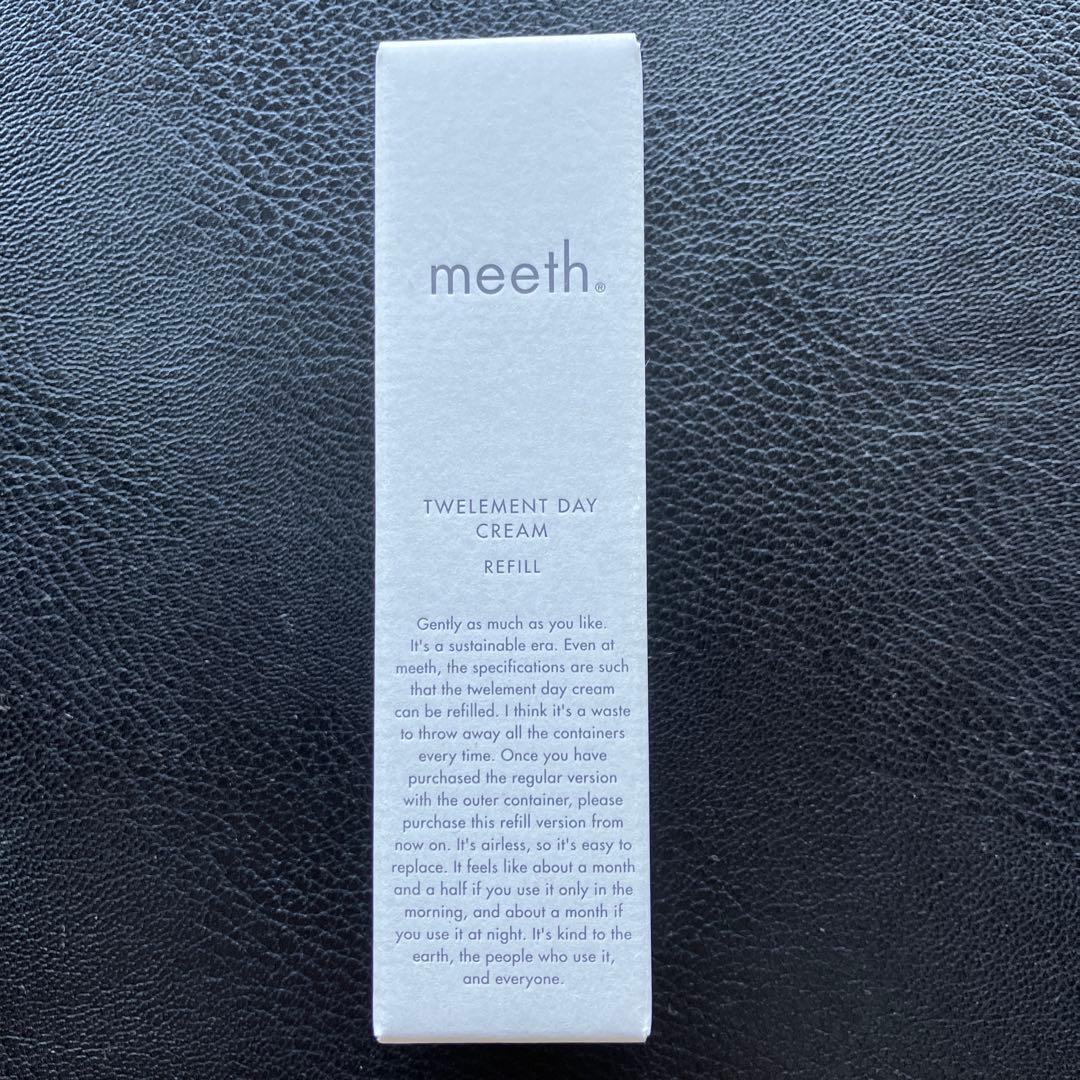 meeth®
TWELEMENT DAY
CREAM
REFILL
Gently as much as you like.
It's a sustainable era. Even at
meeth, the specifications are such
that the twelement day cream
can be refilled. I think it's a waste
to throw away all the containers
every time. Once you have
purchased the regular version
with the outer container, please
purchase this refill version from
now on. It's airless, so it's easy to
replace. It feels like about a month
and a half if you use it only in the
morning, and about a month if
you use it at night. It's kind to the
earth, the people who use it,
and everyone.